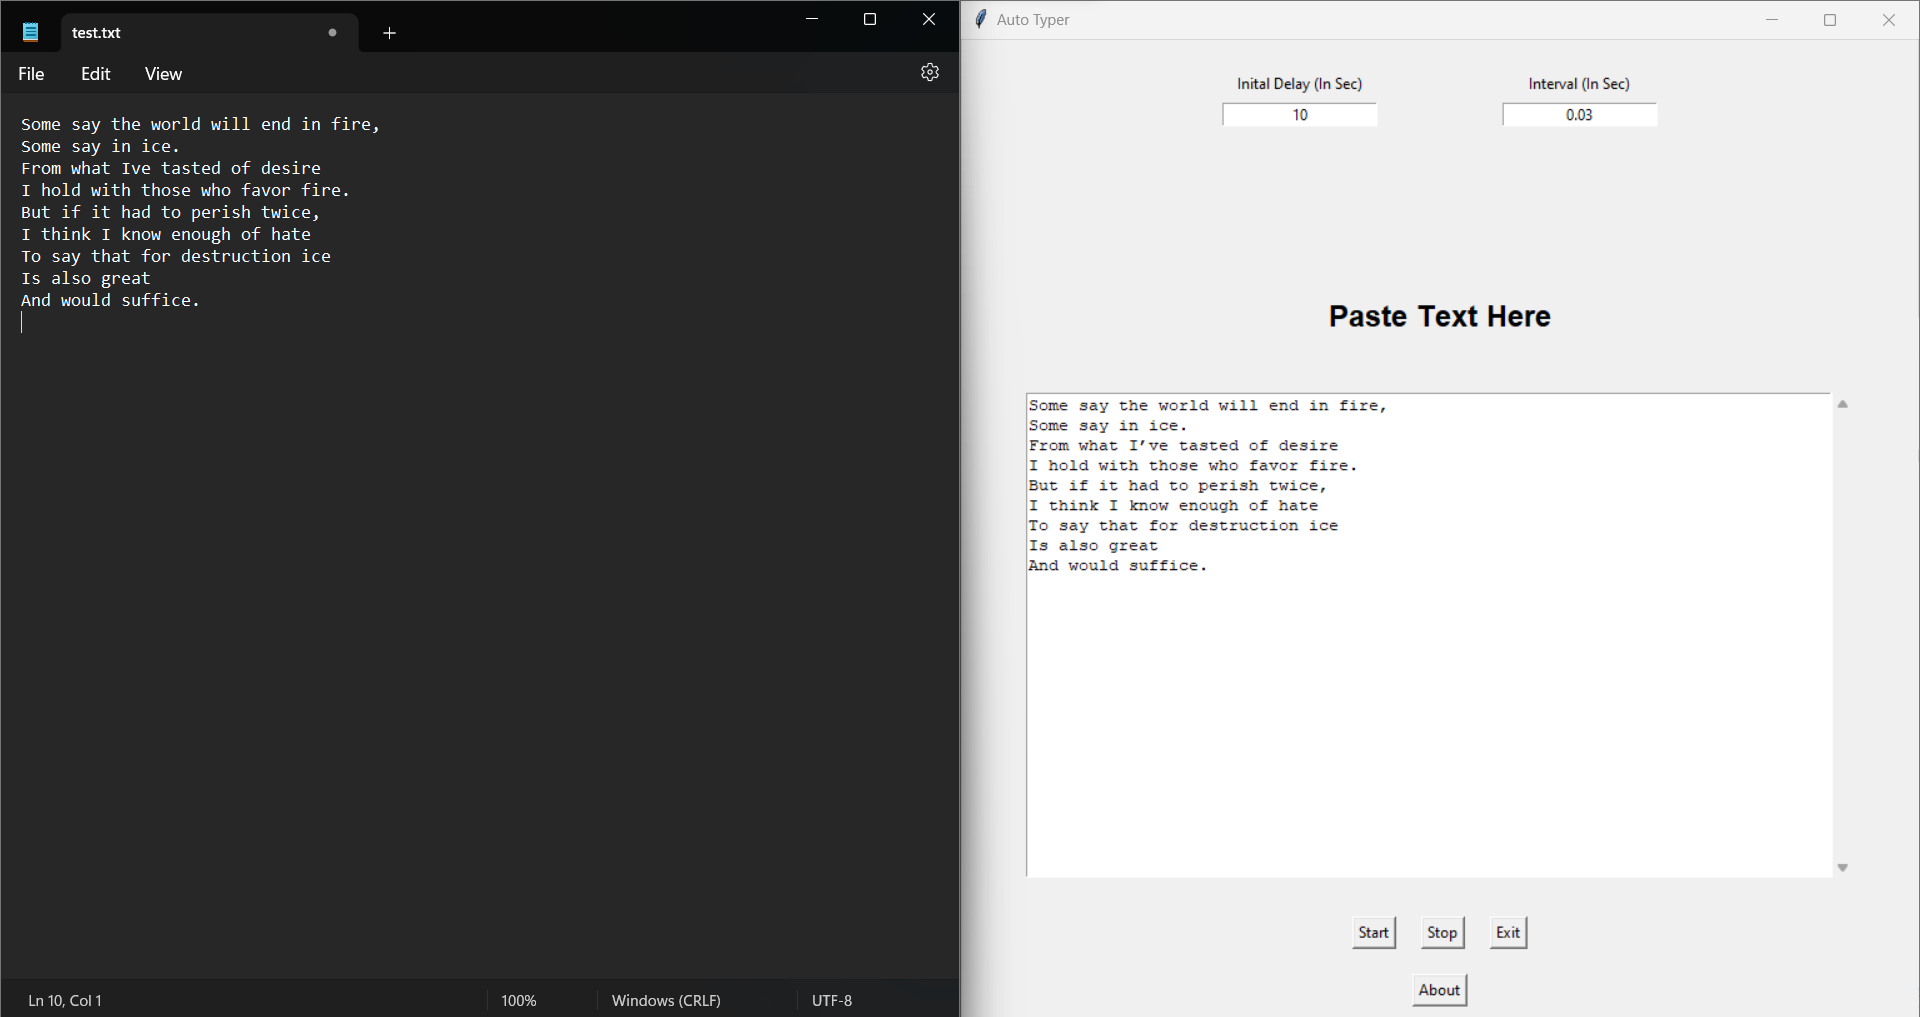 test.txt
File Edit View
Some say the world will end in fire,
Some say in ice.
From what Ive tasted of desire
I hold with those who favor fire.
But if it had to perish twice,
I think I know enough of hate
To say that for destruction ice
Is also great
And would suffice.
Ln 10, Col 1 100% Windows (CRLF) UTF-8
Auto Typer
Inital Delay (In Sec) Interval (In Sec)
10 0.03
Paste Text Here
Some say the world will end in fire,
Some say in ice.
From what I’ve tasted of desire
I hold with those who favor fire.
But if it had to perish twice,
I think I know enough of hate
To say that for destruction ice
Is also great
And would suffice.
Start Stop Exit
About